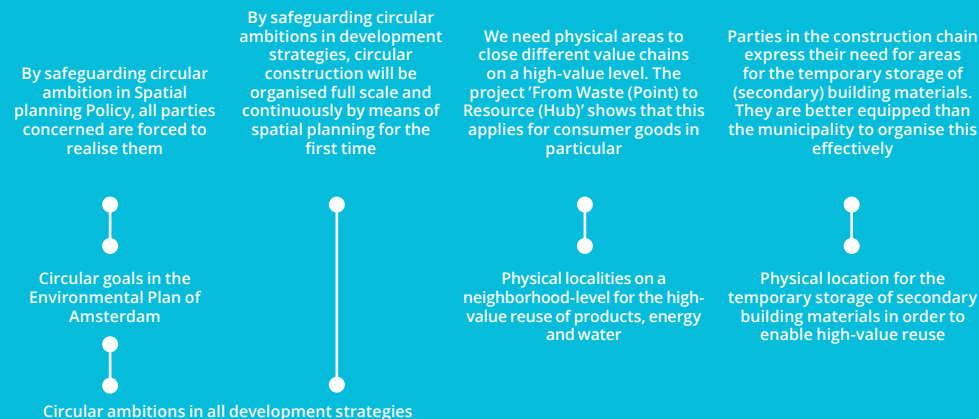 By safeguarding circular
ambition in Spatial
planning Policy, all parties
concerned are forced to
realise them
By safeguarding circular
ambitions in development
strategies, circular
construction will be
organised full scale and
continuously by means of
spatial planning for the
first time
We need physical areas to
close different value chains
on a high-value level. The
project 'From Waste (Point) to
Resource (Hub)' shows that this
applies for consumer goods in
particular
Parties in the construction chain
express their need for areas
for the temporary storage of
(secondary) building materials.
They are better equipped than
the municipality to organise this
effectively
Circular goals in the
Environmental Plan of
Amsterdam
Physical localities on a
neighborhood-level for the high-
value reuse of products, energy
and water
Physical location for the
temporary storage of secondary
building materials in order to
enable high-value reuse
Circular ambitions in all development strategies